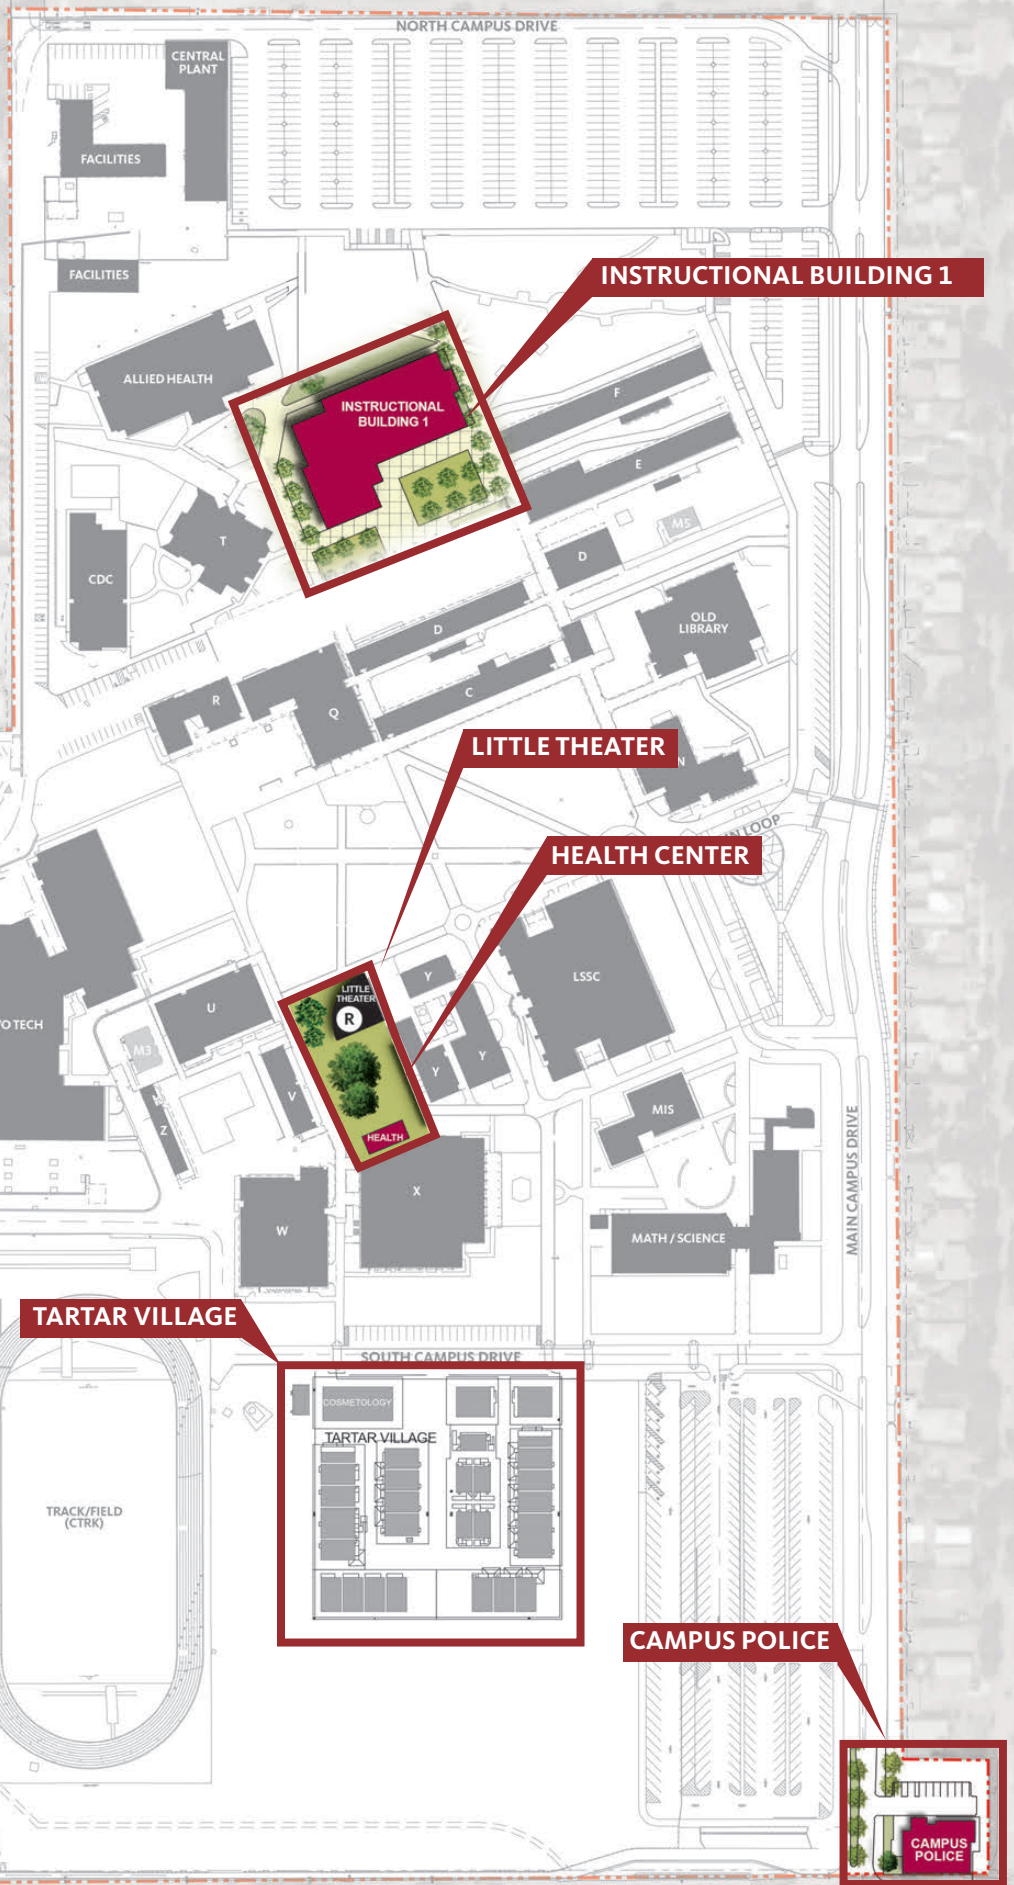 NORTH CAMPUS DRIVE
CENTRAL
PLANT
FACILITIES
FACILITIES
INSTRUCTIONAL BUILDING 1
ALLIED HEALTH
INSTRUCTIONAL
BUILDING 1
F
E
M5
T
D
CDC
OLD
LIBRARY
D
C
R
Q
LITTLE THEATER
N
HEALTH CENTER
LOOP
LSSC
Y
LITTLE
THEATER
R
U
TECH
M3
Y
Y
V
Z
MIS
HEALTH
X
W
MATH / SCIENCE
MAIN CAMPUS DRIVE
TARTAR VILLAGE
SOUTH CAMPUS DRIVE
COSMETOLOGY
TARTAR VILLAGE
TRACK/FIELD
(CTRK)
CAMPUS POLICE
CAMPUS
POLICE